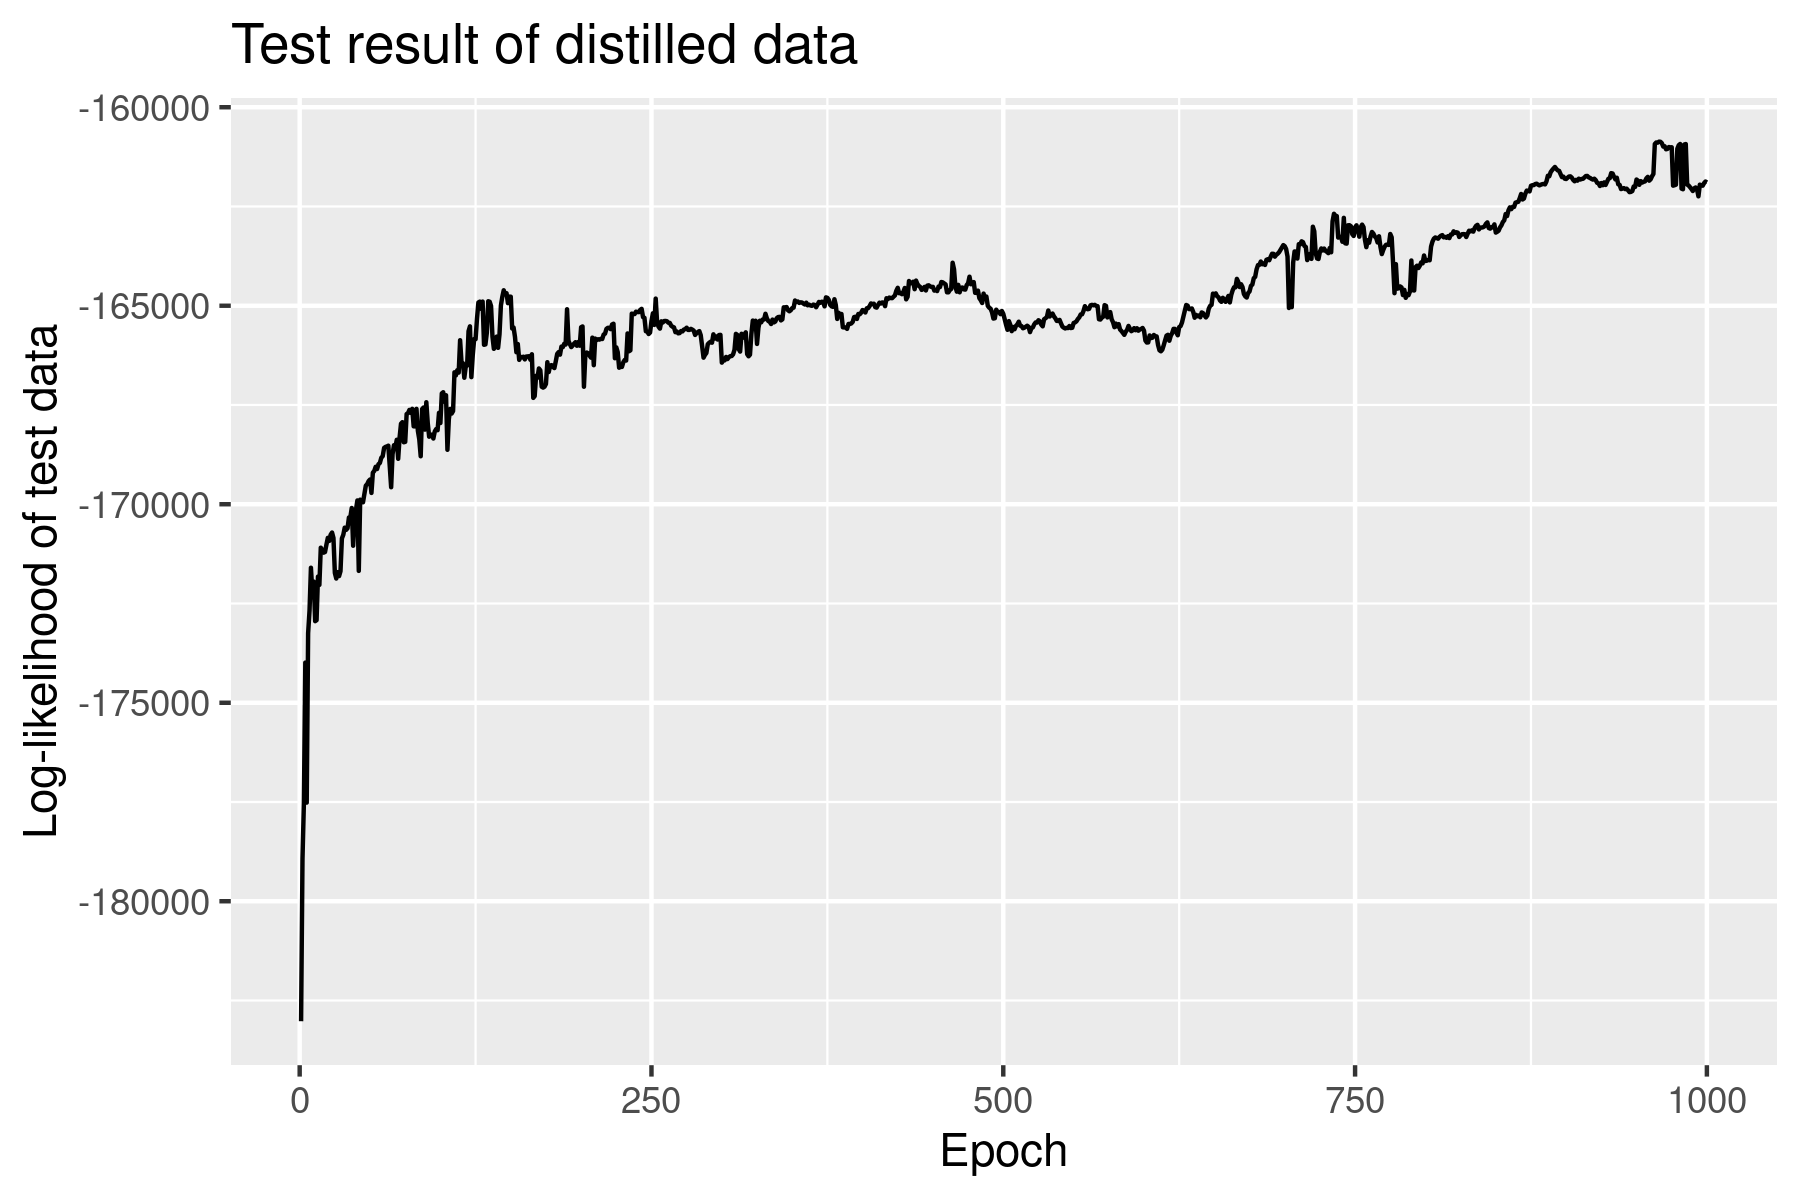 Test result of distilled data
Log-likelihood of test data
-160000
-165000
-170000
-175000
-180000
0 250 500 750 1000
Epoch